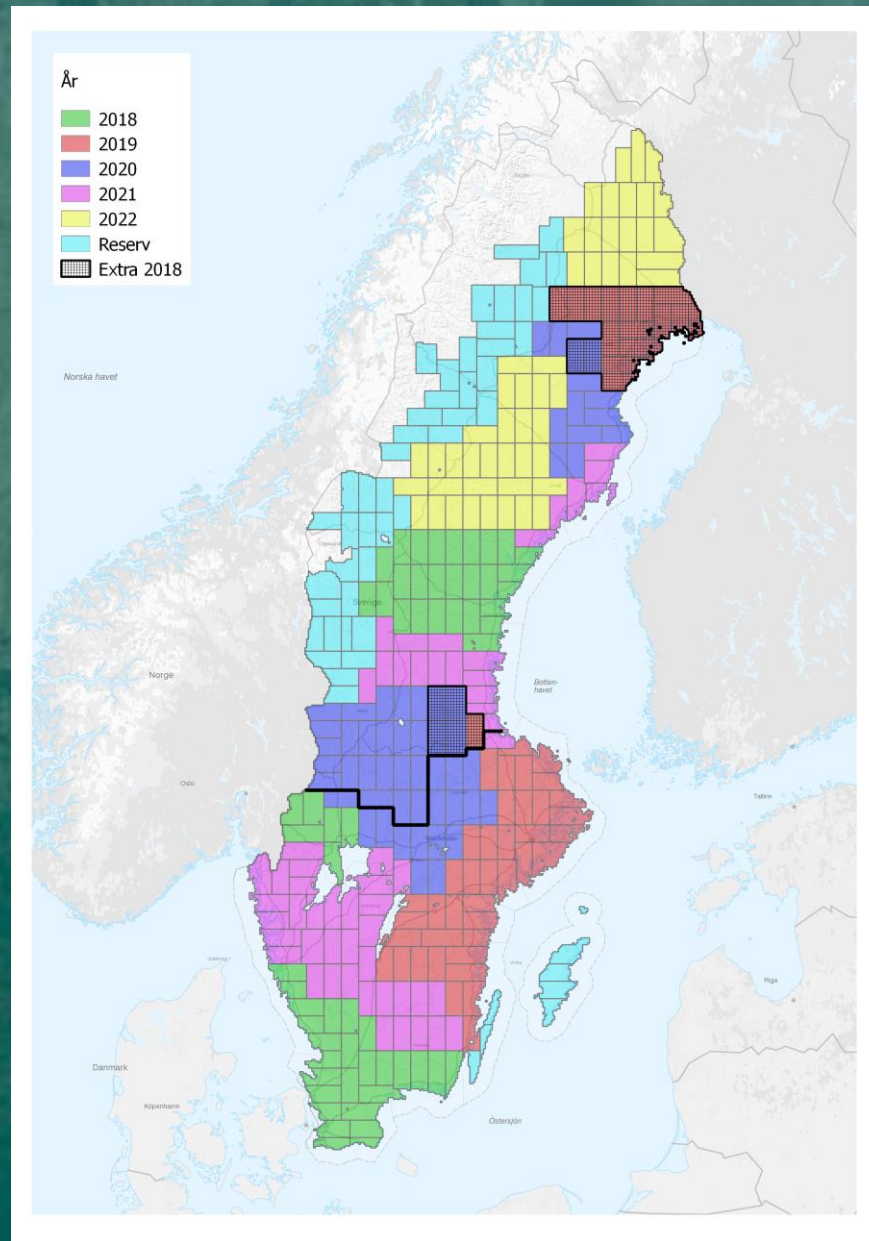 År
2018
2019
2020
2021
2022
Reserv
Extra 2018
Norska havet
Sverige
Norge
Botten-
havet
Oslo
Tallinn
Stockholm
Riga
Danmark
Köpenhamn
Östersjön